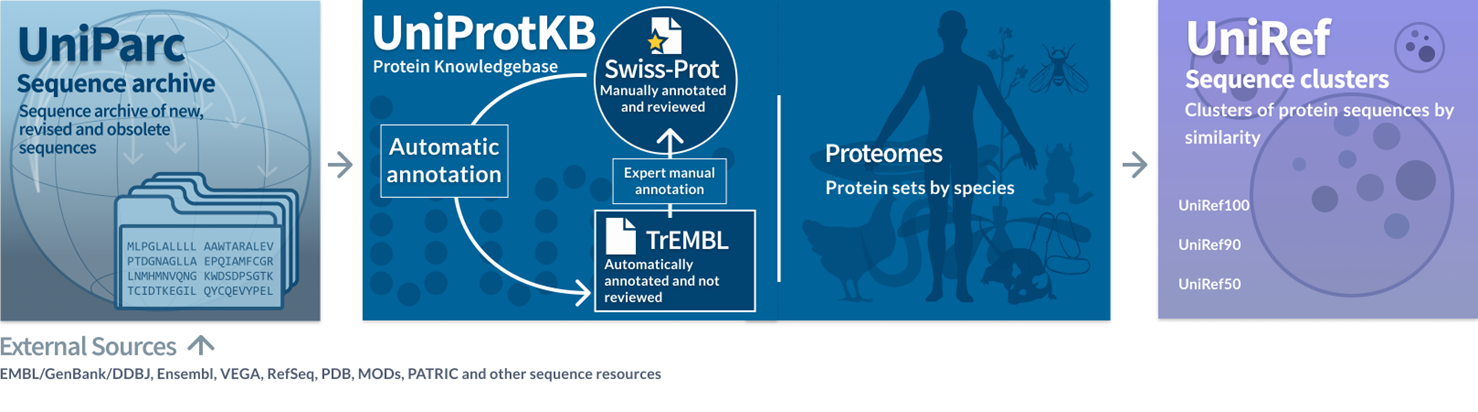 UniParc
Sequence archive
Sequence archive of new,
revised and obsolete
sequences
MLPGLALLLL AAWTARALEV
PTDGNAGLLA EPQIAMFCGR
LNMHMNVQNG KWDSDPSGTK
TCIDTKEGIL QYCQEVYPEL
External Sources
EMBL/GenBank/DDBJ, Ensembl, VEGA, RefSeq, PDB, MODs, PATRIC and other sequence resources
UniProtKB
Protein Knowledgebase
Swiss-Prot
Manually annotated
and reviewed
Automatic
annotation
Expert manual
annotation
TrEMBL
Automatically
annotated and not
reviewed
Proteomes
Protein sets by species
UniRef
Sequence clusters
Clusters of protein sequences by
similarity
UniRef100
UniRef90
UniRef50